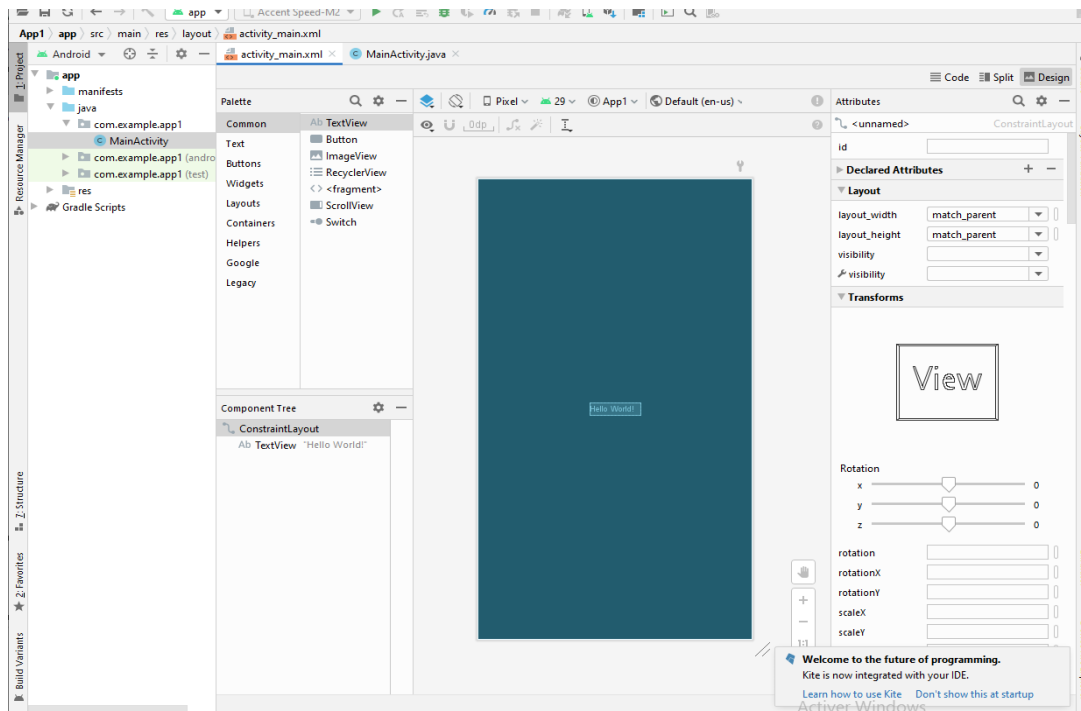 app
Accent Speed-M2
App1 app src main res layout activity_main.xml
1: Project
Android
activity_main.xml
MainActivity.java
app
manifests
java
com.example.app1
MainActivity
com.example.app1 (andro
com.example.app1 (test)
res
Gradle Scripts
Resource Manager
7: Structure
2: Favorites
Build Variants
Code Split Design
Palette
Common
Text
Buttons
Widgets
Layouts
Containers
Helpers
Google
Legacy
Ab TextView
Button
ImageView
RecyclerView
<> <fragment>
ScrollView
Switch
Component Tree
ConstraintLayout
Ab TextView "Hello World!"
Pixel 29 App1 Default (en-us)
0dp
Hello World!
1:1
Attributes
<unnamed> ConstraintLayout
id
Declared Attributes
Layout
layout_width match_parent
layout_height match_parent
visibility
visibility
Transforms
View
Rotation
x 0
y 0
z 0
rotation
rotationX
rotationY
scaleX
scaleY
Welcome to the future of programming.
Kite is now integrated with your IDE.
Learn how to use Kite Don't show this at startup
Activer Windows